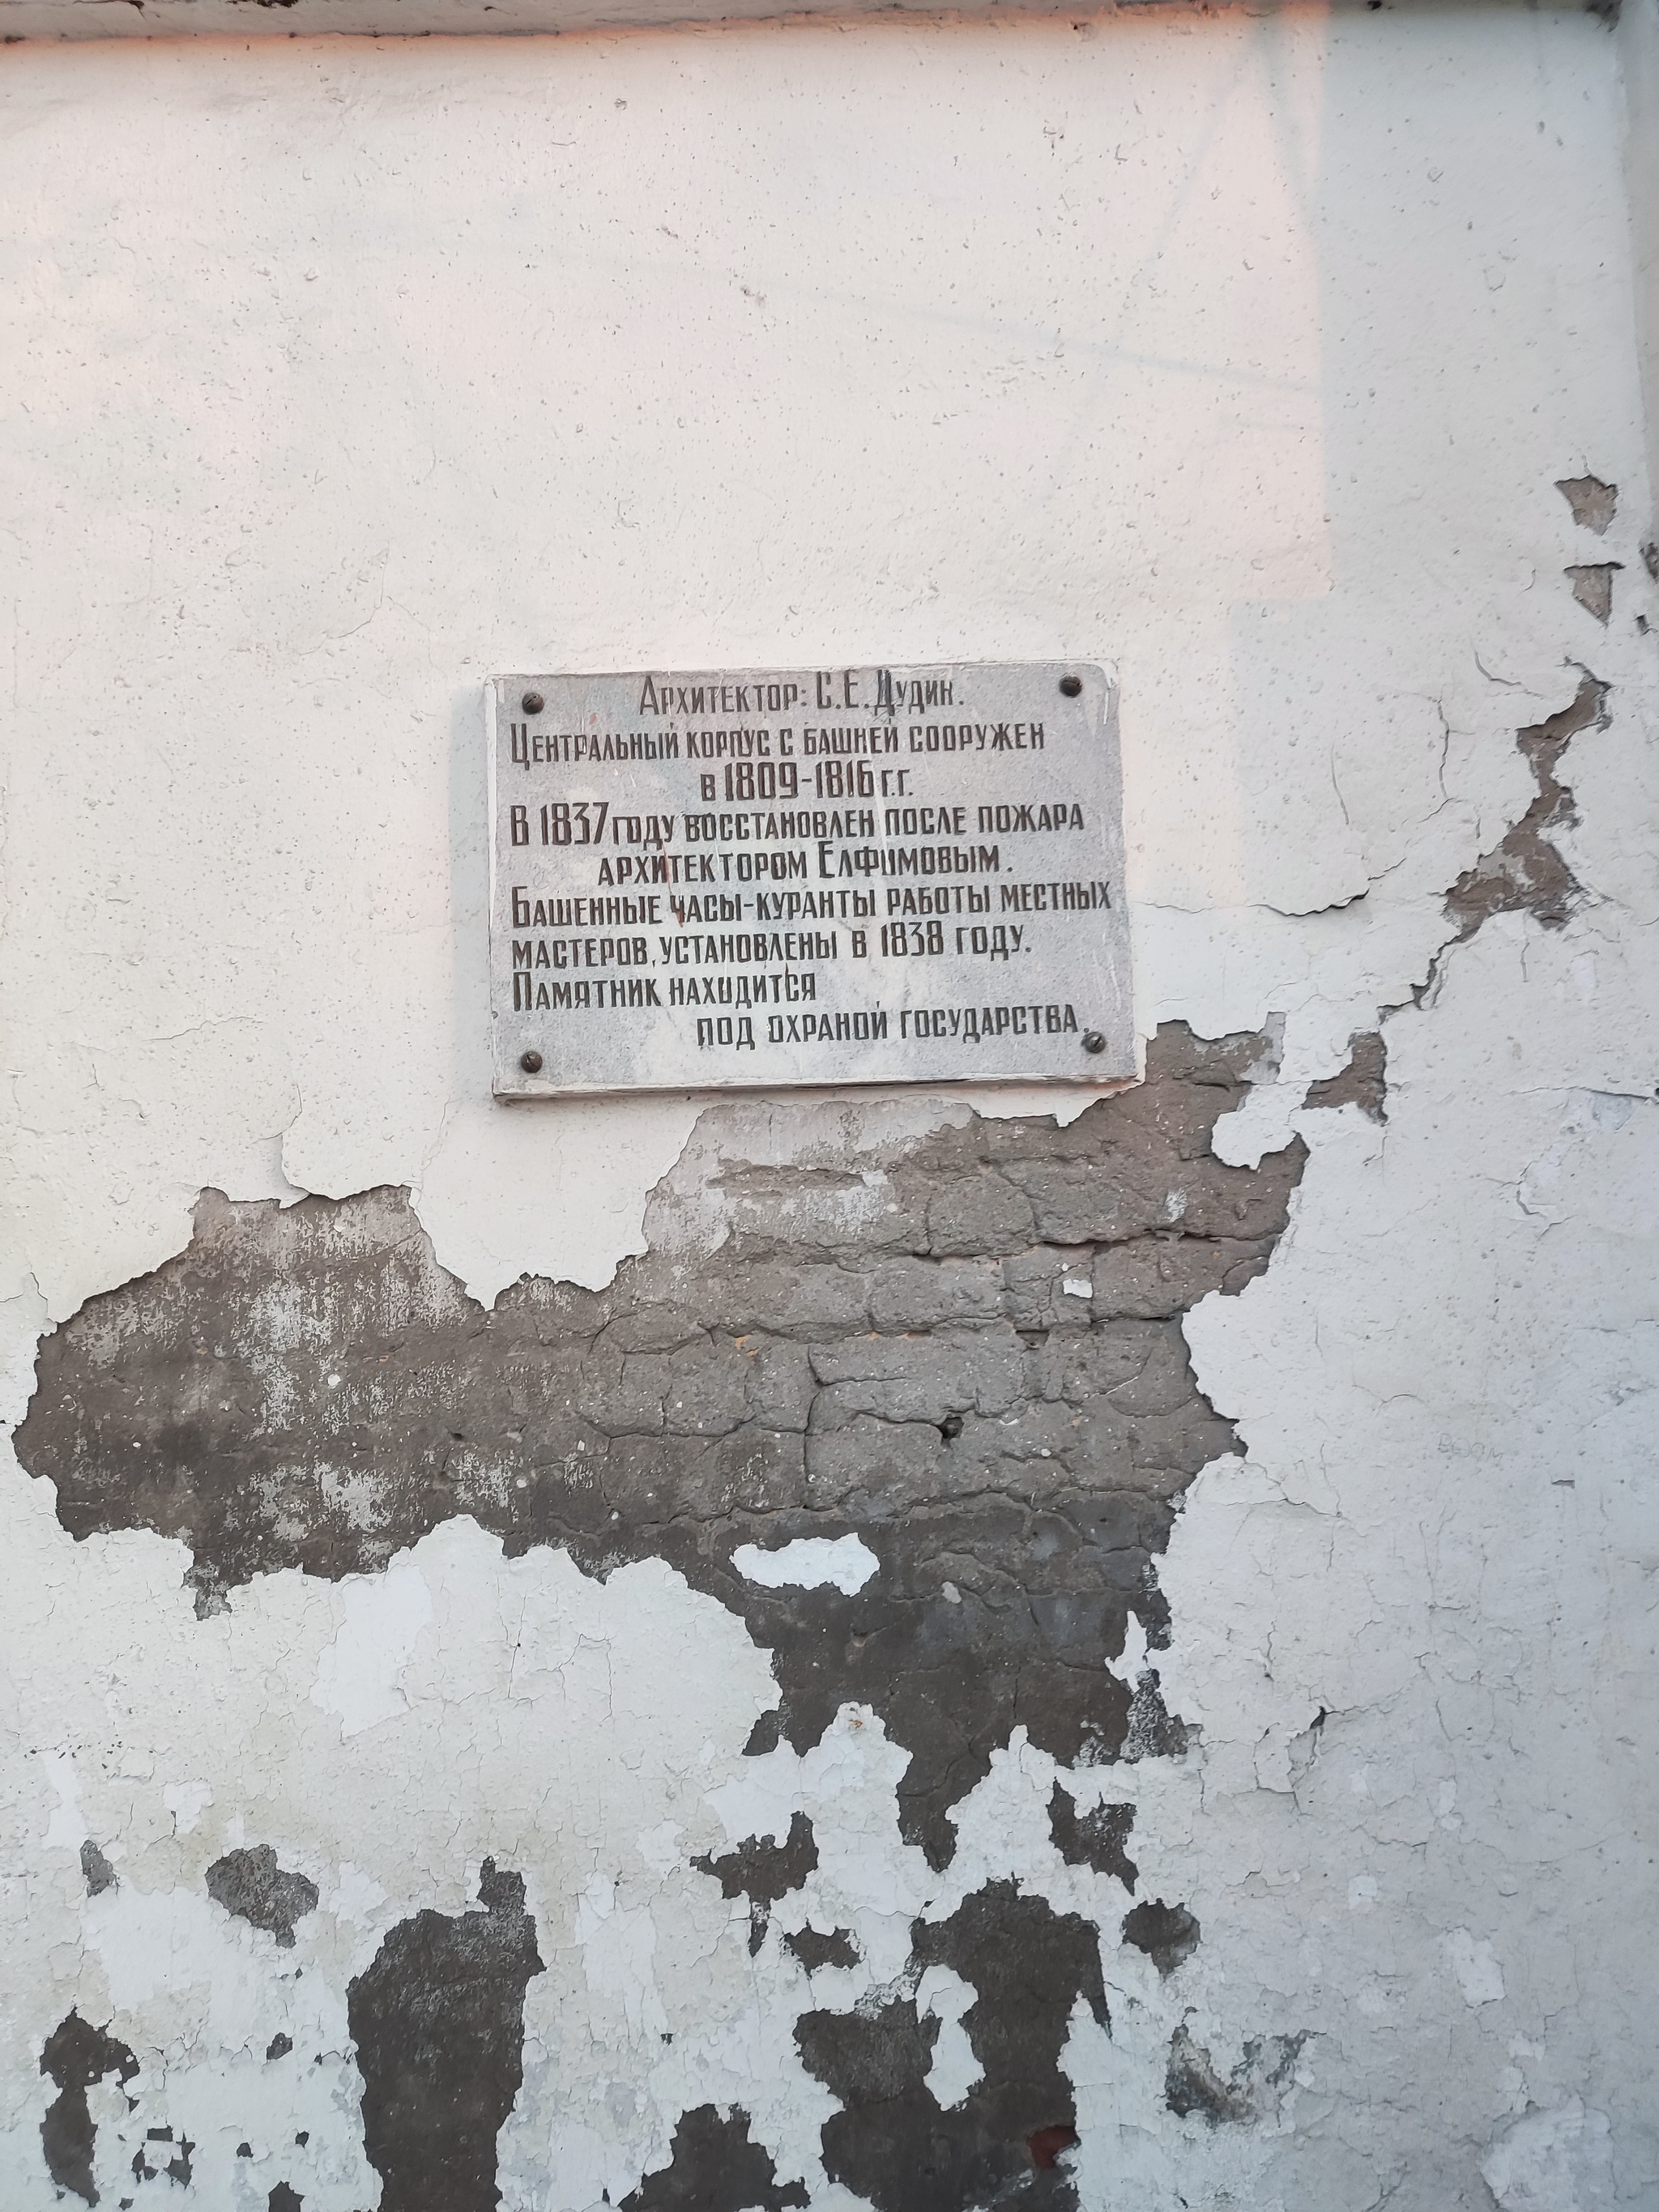 Архитектор: С.Е.Дудин.
Центральный корпус с башней сооружен
в 1809-1816 г.г.
В 1837 году восстановлен после пожара
архитектором Елфимовым.
Башенные часы-куранты работы местных
мастеров, установлены в 1838 году.
Памятник находится
под охраной государства.